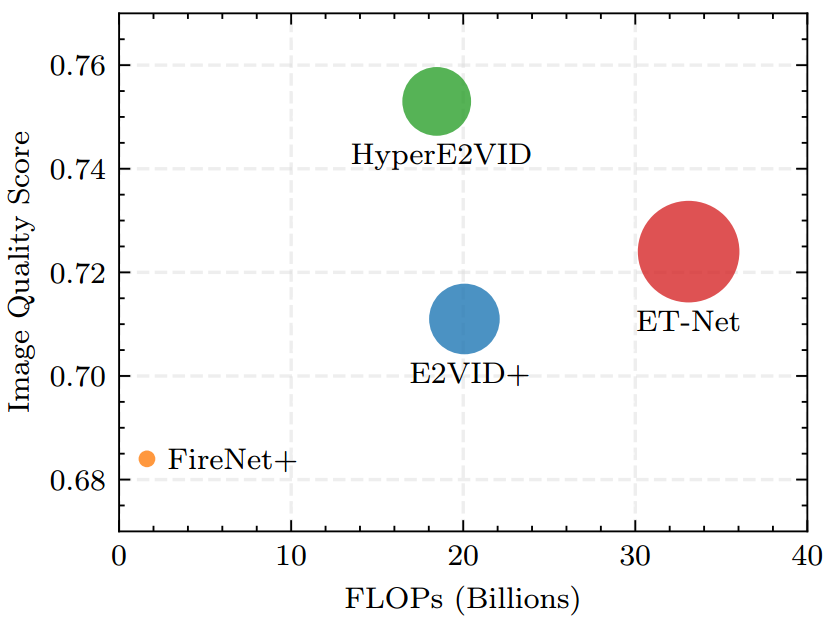 0.76
HyperE2VID
0.74
0.72
ET-Net
0.70
E2VID+
FireNet+
0.68
Image Quality Score
0 10 20 30 40
FLOPs (Billions)